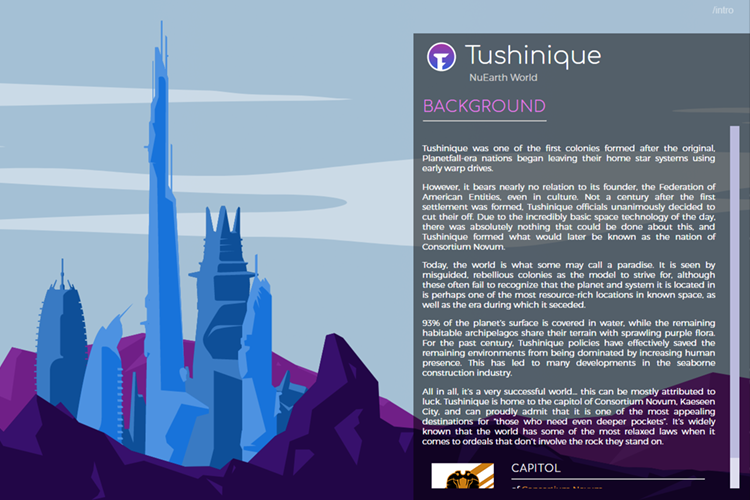 /intro
Tushinique
NuEarth World
BACKGROUND
Tushinique was one of the first colonies formed after the original,
Planetfall-era nations began leaving their home star systems using
early warp drives.
However, it bears nearly no relation to its founder, the Federation of
American Entities, even in culture. Not a century after the first
settlement was formed, Tushinique officials unanimously decided to
cut their off. Due to the incredibly basic space technology of the day,
there was absolutely nothing that could be done about this, and
Tushinique formed what would later be known as the nation of
Consortium Novum.
Today, the world is what some may call a paradise. It is seen by
misguided, rebellious colonies as the model to strive for, although
these often fail to recognize that the planet and system it is located in
is perhaps one of the most resource-rich locations in known space, as
well as the era during which it seceded.
93% of the planet's surface is covered in water, while the remaining
habitable archipelagos share their terrain with sprawling purple flora.
For the past century, Tushinique policies have effectively saved the
remaining environments from being dominated by increasing human
presence. This has led to many developments in the seaborne
construction industry.
All in all, it's a very successful world... this can be mostly attributed to
luck. Tushinique is home to the capitol of Consortium Novum, Kaeseen
City, and can proudly admit that it is one of the most appealing
destinations for "those who need even deeper pockets". It's widely
known that the world has some of the most relaxed laws when it
comes to ordeals that don't involve the rock they stand on.
CAPITOL
of Consortium Novum